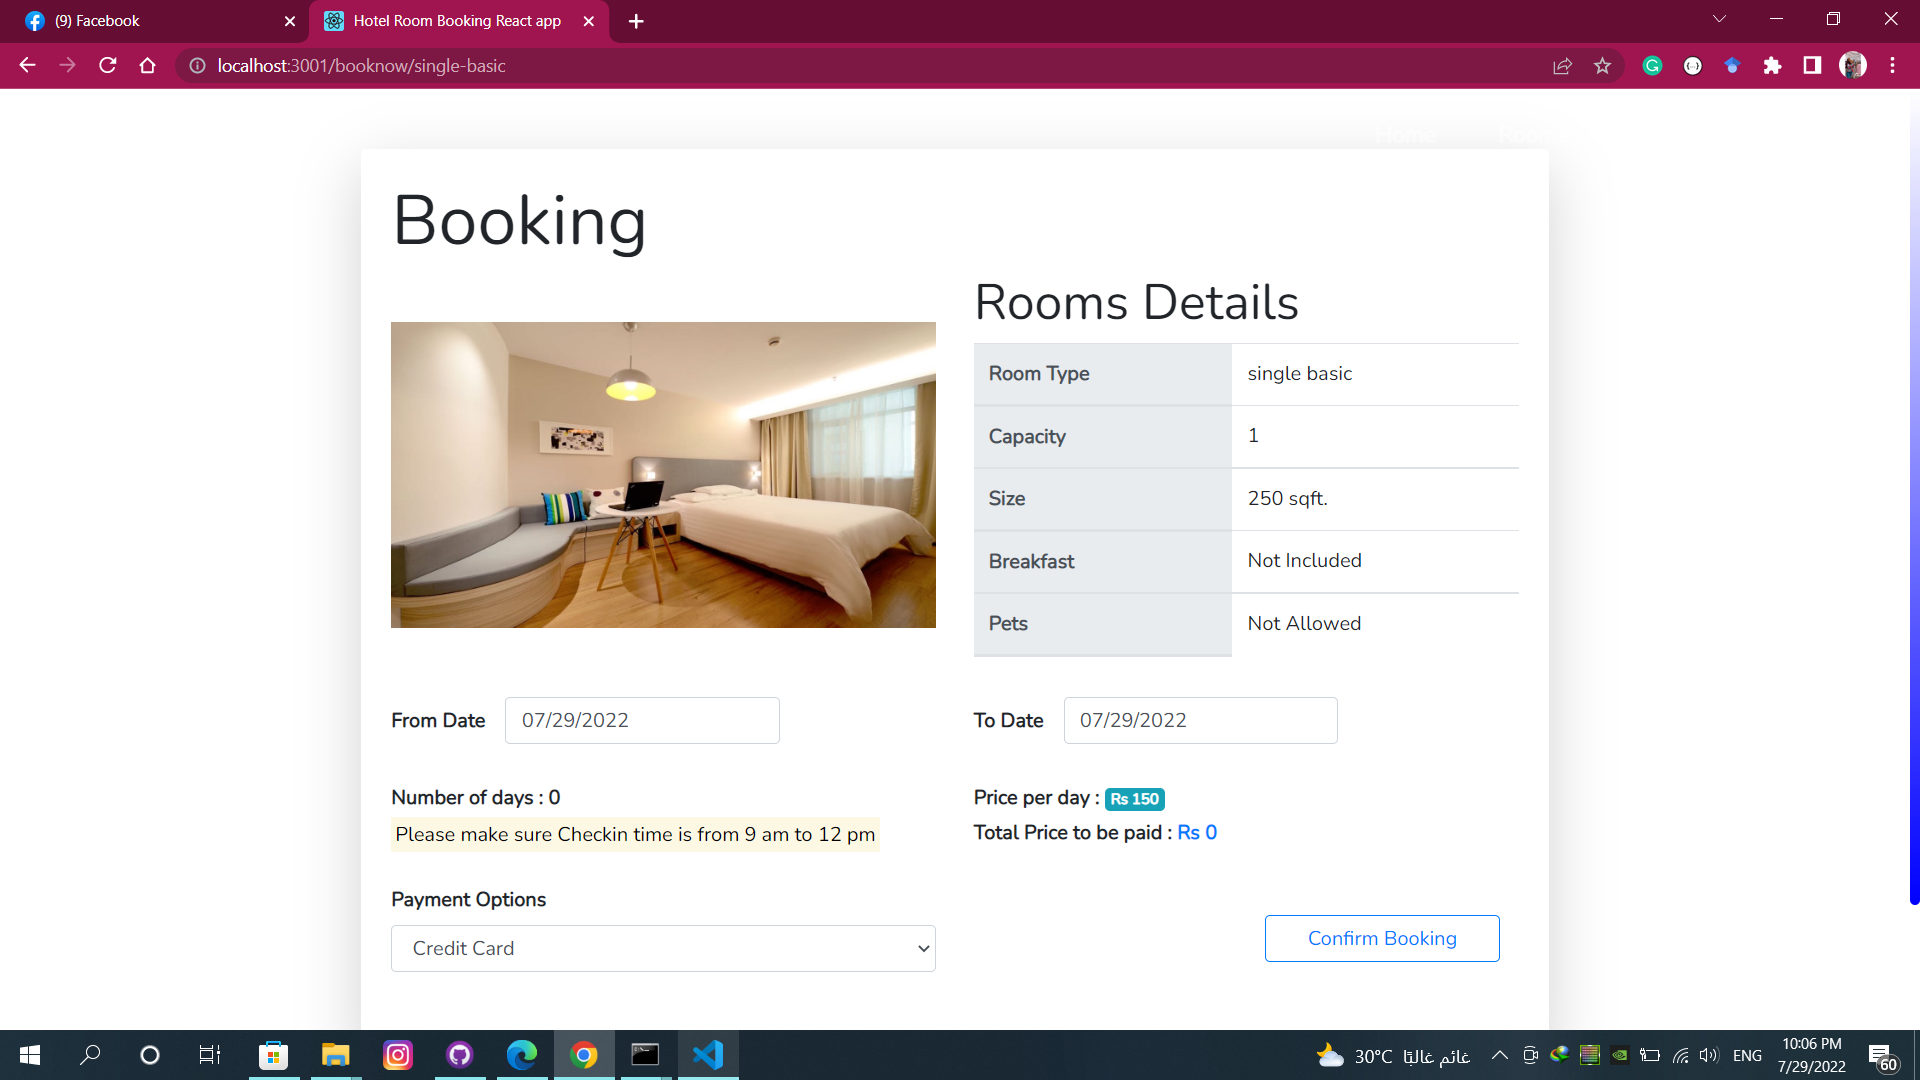 (9) Facebook
Hotel Room Booking React app
localhost:3001/booknow/single-basic
Home
Booking
Rooms Details
Room Type single basic
Capacity 1
Size 250 sqft.
Breakfast Not Included
Pets Not Allowed
From Date 07/29/2022
To Date 07/29/2022
Number of days : 0
Please make sure Checkin time is from 9 am to 12 pm
Price per day : Rs 150
Total Price to be paid : Rs 0
Payment Options
Credit Card
Confirm Booking
30°C غائم غالبًا
ENG
10:06 PM
7/29/2022
60